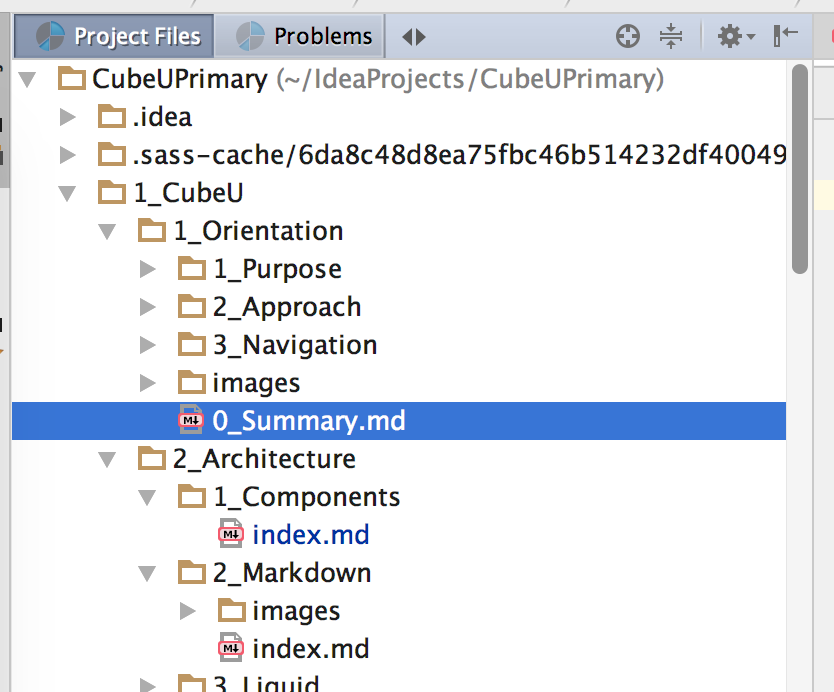 Project Files Problems
CubeUPrimary (~/IdeaProjects/CubeUPrimary)
.idea
.sass-cache/6da8c48d8ea75fbc46b514232df40049
1_CubeU
1_Orientation
1_Purpose
2_Approach
3_Navigation
images
M↓ 0_Summary.md
2_Architecture
1_Components
M↓ index.md
2_Markdown
images
M↓ index.md
3_Liquid